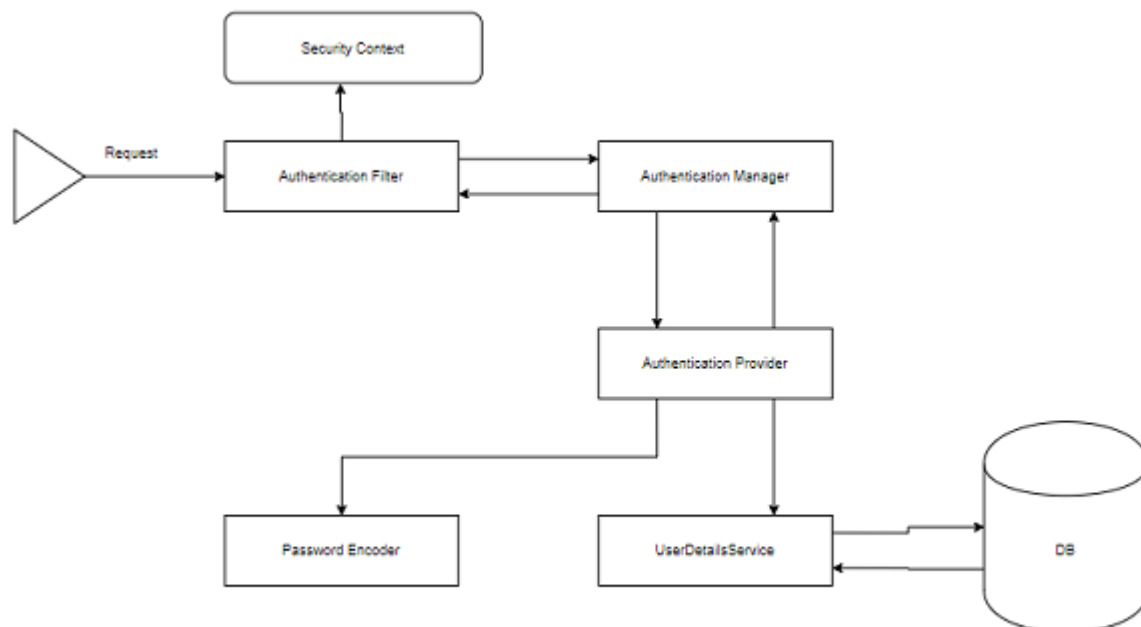 Security Context
Request
Authentication Filter
Authentication Manager
Authentication Provider
Password Encoder
UserDetailsService
DB